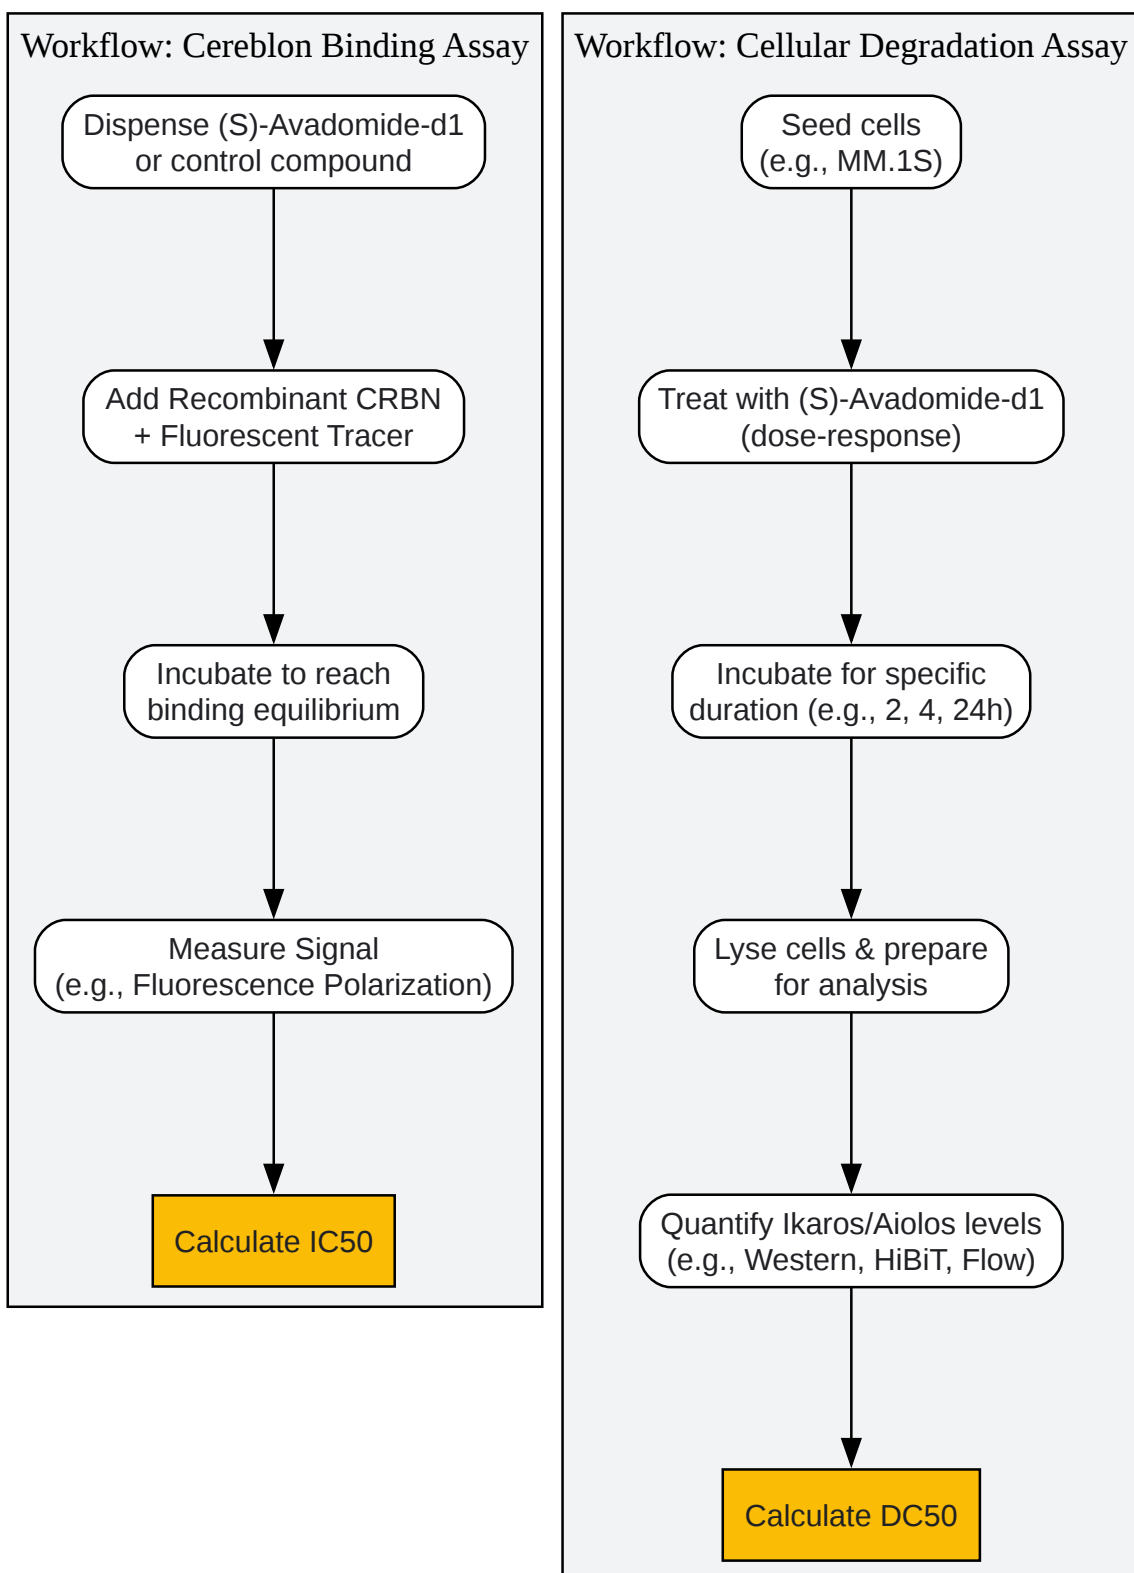 Workflow: Cereblon Binding Assay
Dispense (S)-Avadomide-d1
or control compound
Add Recombinant CRBN
+ Fluorescent Tracer
Incubate to reach
binding equilibrium
Measure Signal
(e.g., Fluorescence Polarization)
Calculate IC50
Workflow: Cellular Degradation Assay
Seed cells
(e.g., MM.1S)
Treat with (S)-Avadomide-d1
(dose-response)
Incubate for specific
duration (e.g., 2, 4, 24h)
Lyse cells & prepare
for analysis
Quantify Ikaros/Aiolos levels
(e.g., Western, HiBiT, Flow)
Calculate DC50